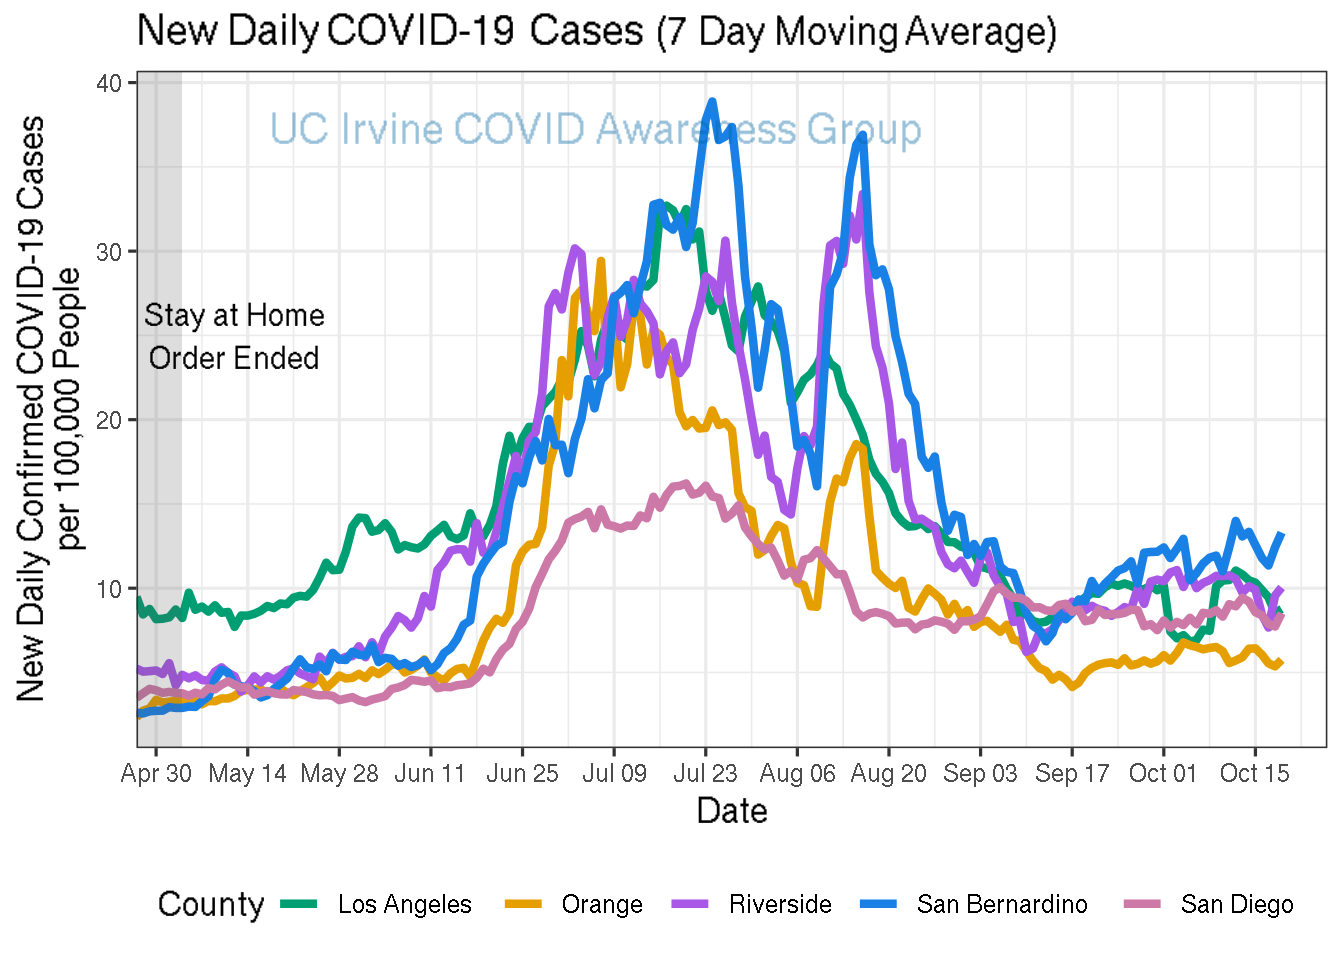 New Daily COVID-19 Cases (7 Day Moving Average)
New Daily Confirmed COVID-19 Cases
per 100,000 People
40
30
20
10
UC Irvine COVID Awareness Group
Stay at Home
Order Ended
Apr 30 May 14 May 28 Jun 11 Jun 25 Jul 09 Jul 23 Aug 06 Aug 20 Sep 03 Sep 17 Oct 01 Oct 15
Date
County Los Angeles Orange Riverside San Bernardino San Diego